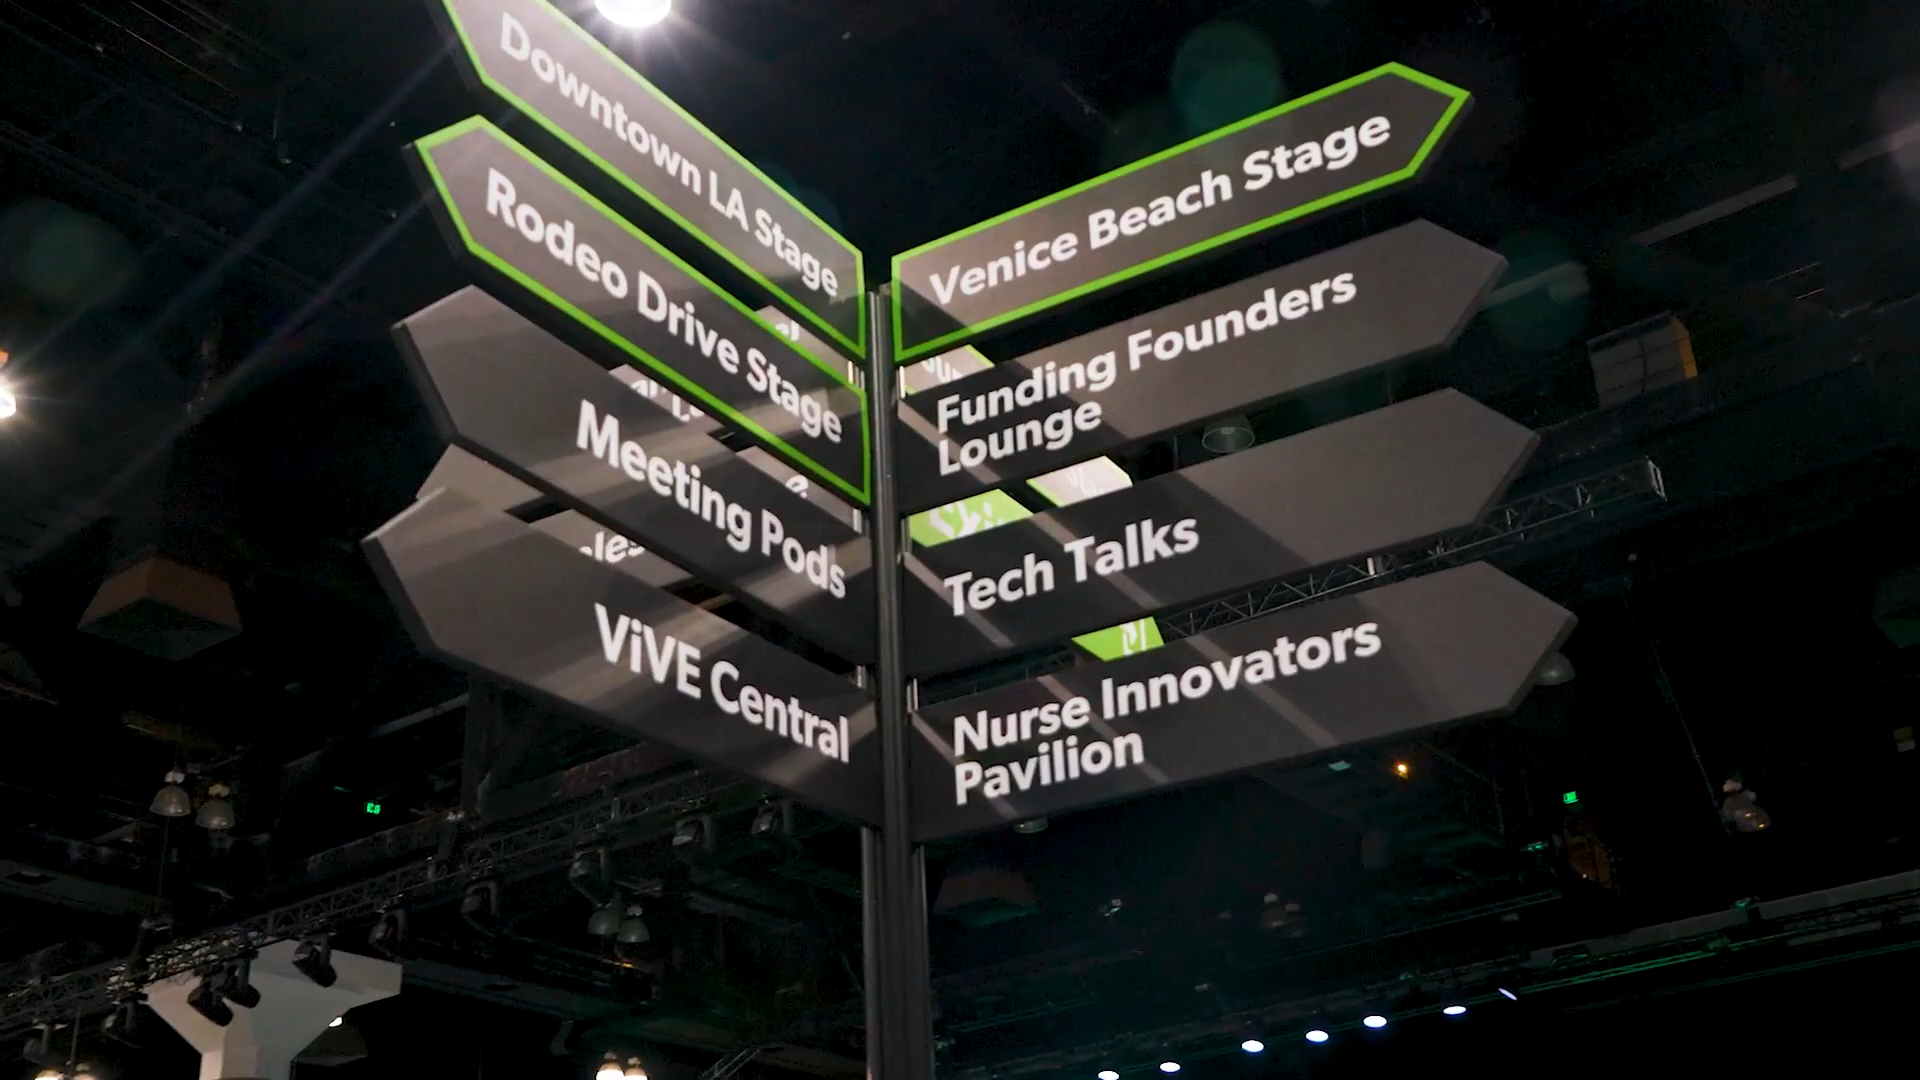 Downtown LA Stage
Rodeo Drive Stage
Meeting Pods
ViVE Central
Venice Beach Stage
Funding Founders
Lounge
Tech Talks
Nurse Innovators
Pavilion